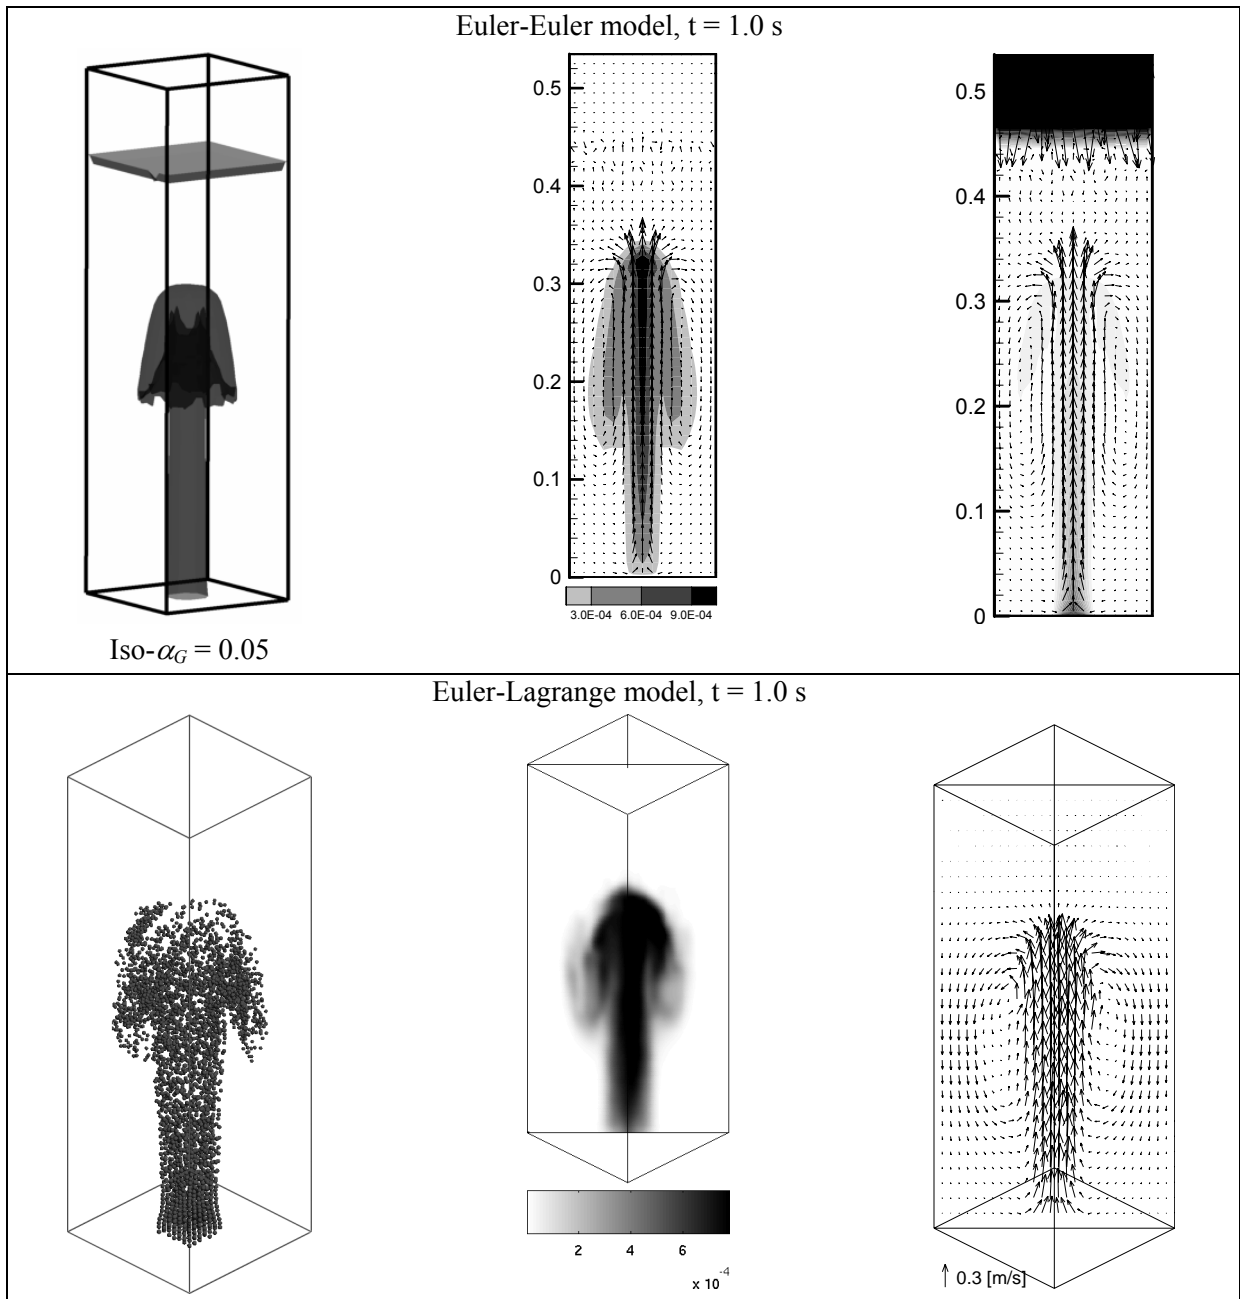 Euler-Euler model, t = 1.0 s
0.5
0.4
0.3
0.2
0.1
0
3.0E-04 6.0E-04 9.0E-04
0.5
0.4
0.3
0.2
0.1
0
Iso-αG = 0.05
Euler-Lagrange model, t = 1.0 s
2 4 6
x 10-4
0.3 [m/s]